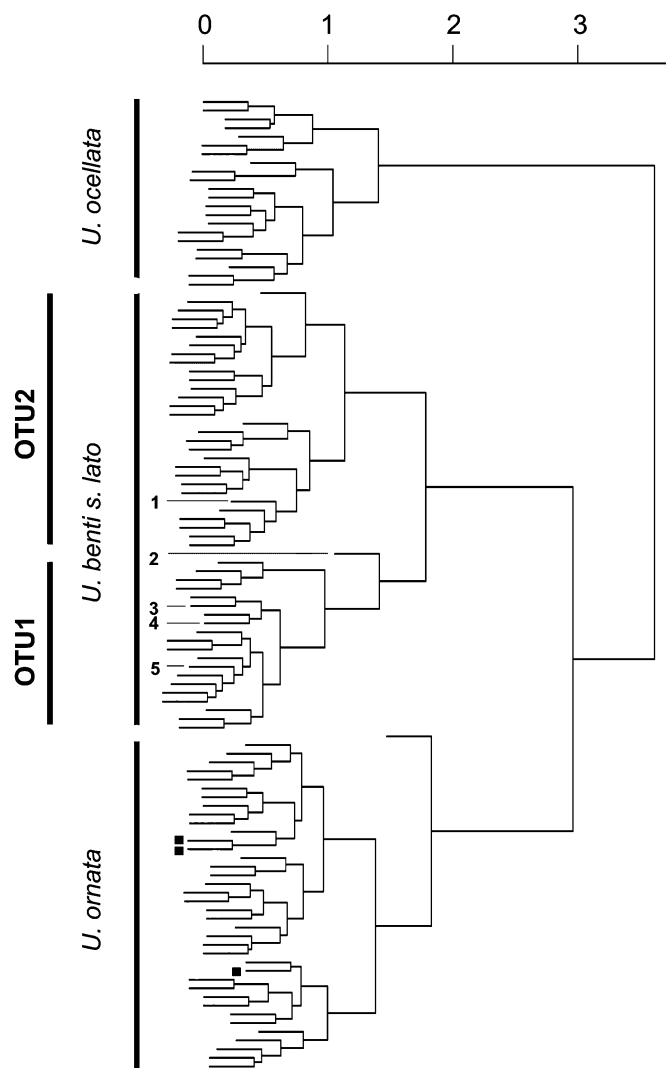 0 1 2 3
U. ocellata
OTU2
U. benti s. lato
1
2
OTU1
3
4
5
U. ornata